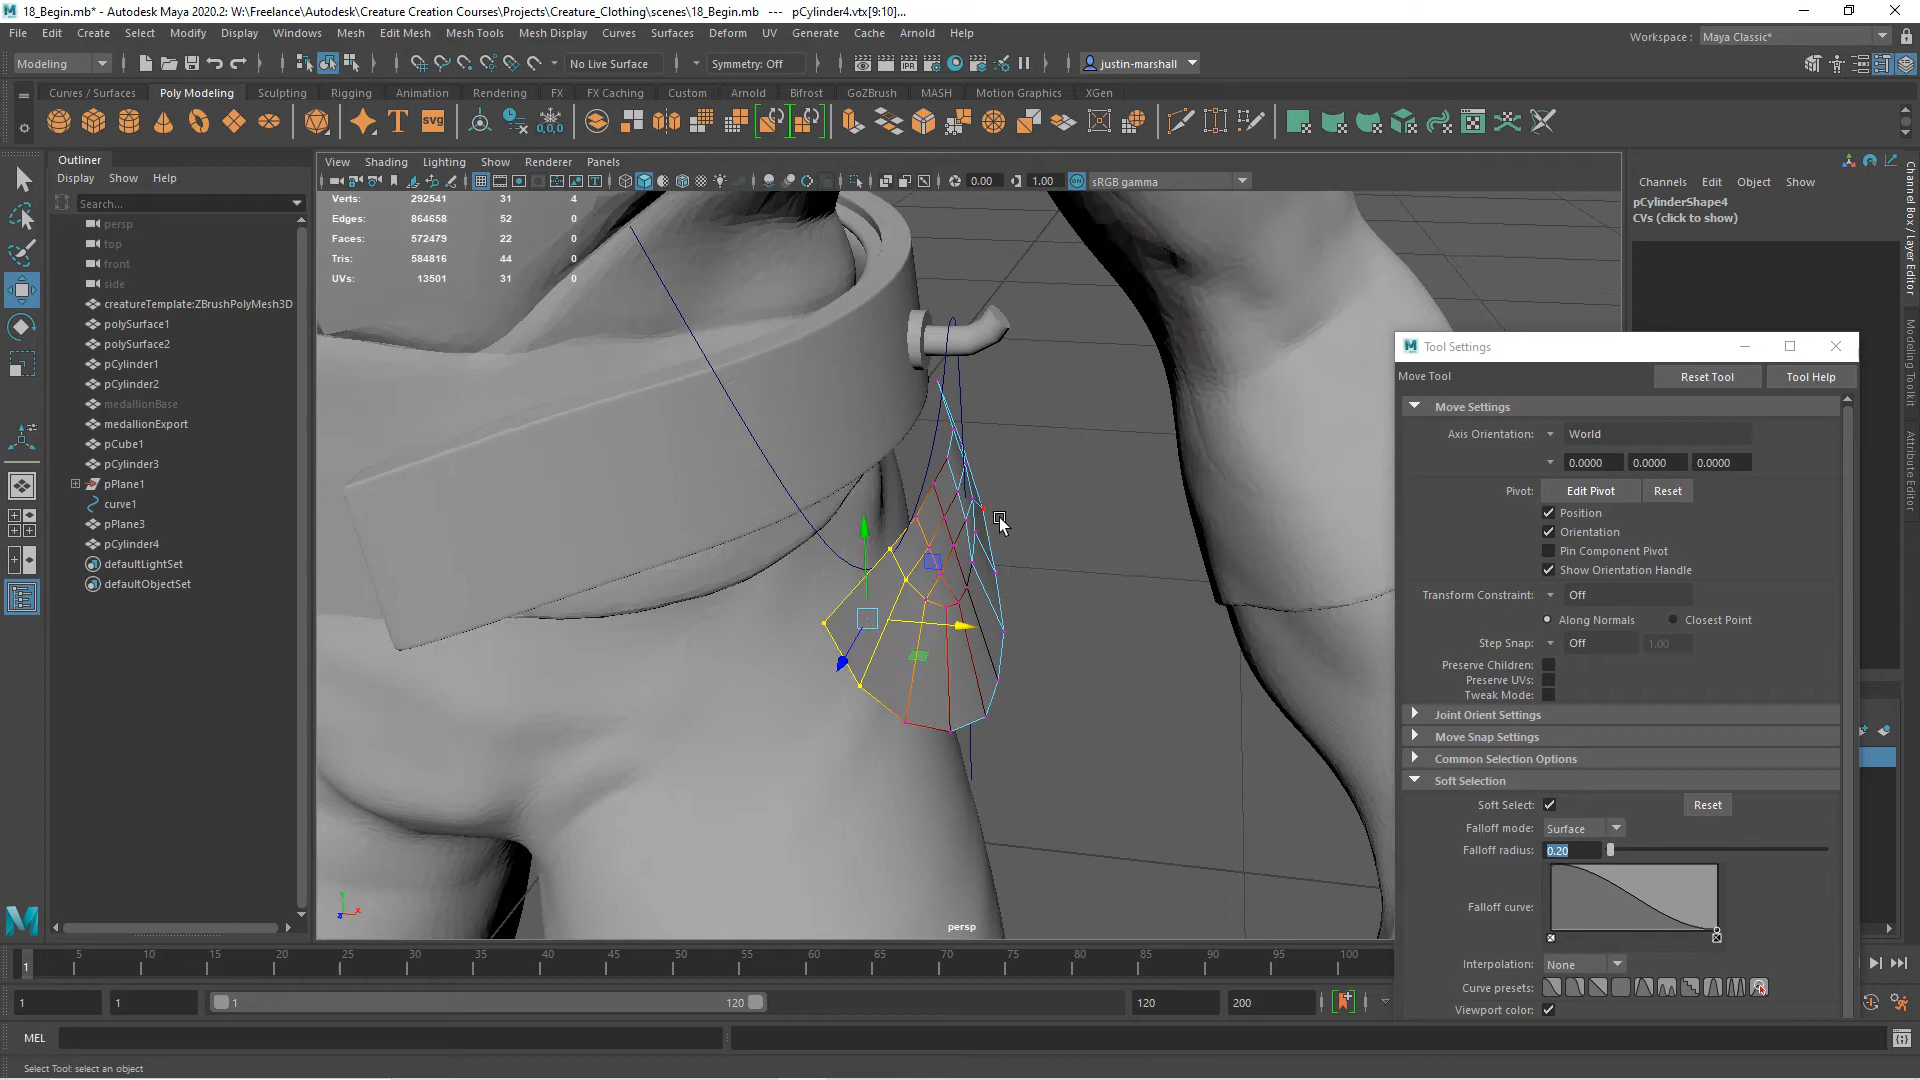 18_Begin.mb* - Autodesk Maya 2020.2: W:\Freelance\Autodesk\Creature Creation Courses\Projects\Creature_Clothing\scenes\18_Begin.mb --- pCylinder4.vtx[9:10]...
File Edit Create Select Modify Display Windows Mesh Edit Mesh Mesh Tools Mesh Display Curves Surfaces Deform UV Generate Cache Arnold Help
Workspace : Maya Classic*
Modeling
No Live Surface
Symmetry: Off
justin-marshall
Curves / Surfaces Poly Modeling Sculpting Rigging Animation Rendering FX FX Caching Custom Arnold Bifrost GoZBrush MASH Motion Graphics XGen
Outliner
Display Show Help
Search...
persp
top
front
side
creatureTemplate:ZBrushPolyMesh3D
polySurface1
polySurface2
pCylinder1
pCylinder2
medallionBase
medallionExport
pCube1
pCylinder3
pPlane1
curve1
pPlane3
pCylinder4
defaultLightSet
defaultObjectSet
View Shading Lighting Show Renderer Panels
0.00 1.00 sRGB gamma
Verts: 292541 31 4
Edges: 864658 52 0
Faces: 572479 22 0
Tris: 584816 44 0
UVs: 13501 31 0
persp
Channels Edit Object Show
pCylinderShape4
CVs (click to show)
Channel Box / Layer Editor
Modeling Toolkit
Attribute Editor
Tool Settings
Move Tool Reset Tool Tool Help
Move Settings
Axis Orientation: World
0.0000 0.0000 0.0000
Pivot: Edit Pivot Reset
Position
Orientation
Pin Component Pivot
Show Orientation Handle
Transform Constraint: Off
Along Normals Closest Point
Step Snap: Off 1.00
Preserve Children:
Preserve UVs:
Tweak Mode:
Joint Orient Settings
Move Snap Settings
Common Selection Options
Soft Selection
Soft Select: Reset
Falloff mode: Surface
Falloff radius: 0.20
Falloff curve:
Interpolation: None
Curve presets:
Viewport color:
1 5 10 15 20 25 30 35 40 45 50 55 60 65 70 75 80 85 90 95 100
1 1 1 120 120 200
MEL
Select Tool: select an object